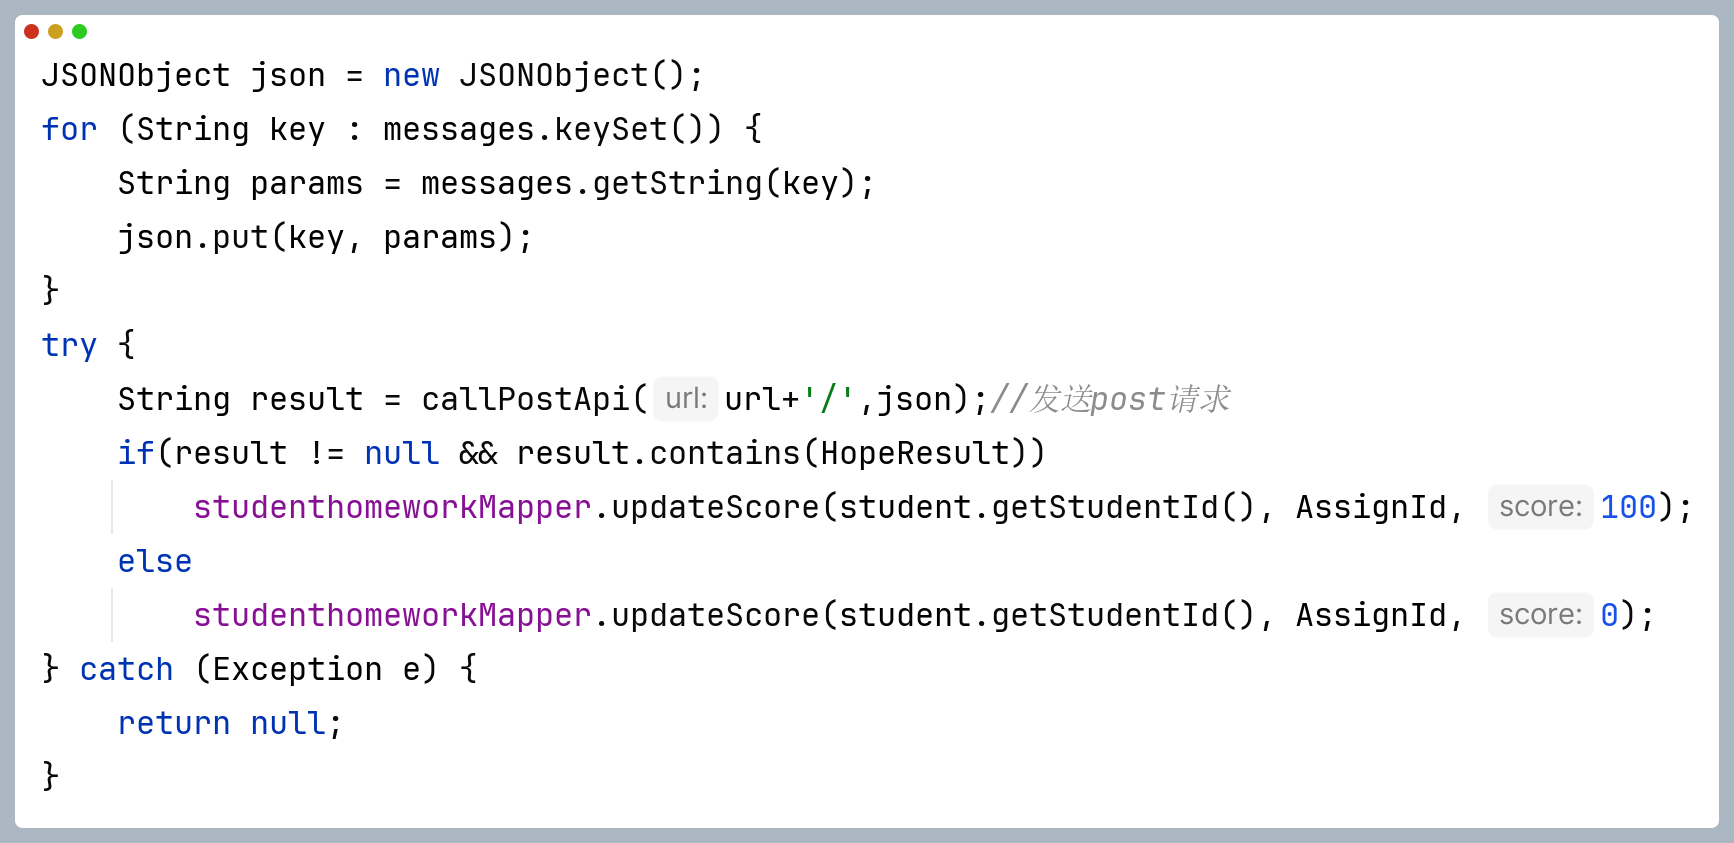 JSONObject json = new JSONObject();
for (String key : messages.keySet()) {
    String params = messages.getString(key);
    json.put(key, params);
}
try {
    String result = callPostApi( url: url+'/',json);//发送post请求
    if(result != null && result.contains(HopeResult))
        studenthomeworkMapper.updateScore(student.getStudentId(), AssignId, score: 100);
    else
        studenthomeworkMapper.updateScore(student.getStudentId(), AssignId, score: 0);
} catch (Exception e) {
    return null;
}